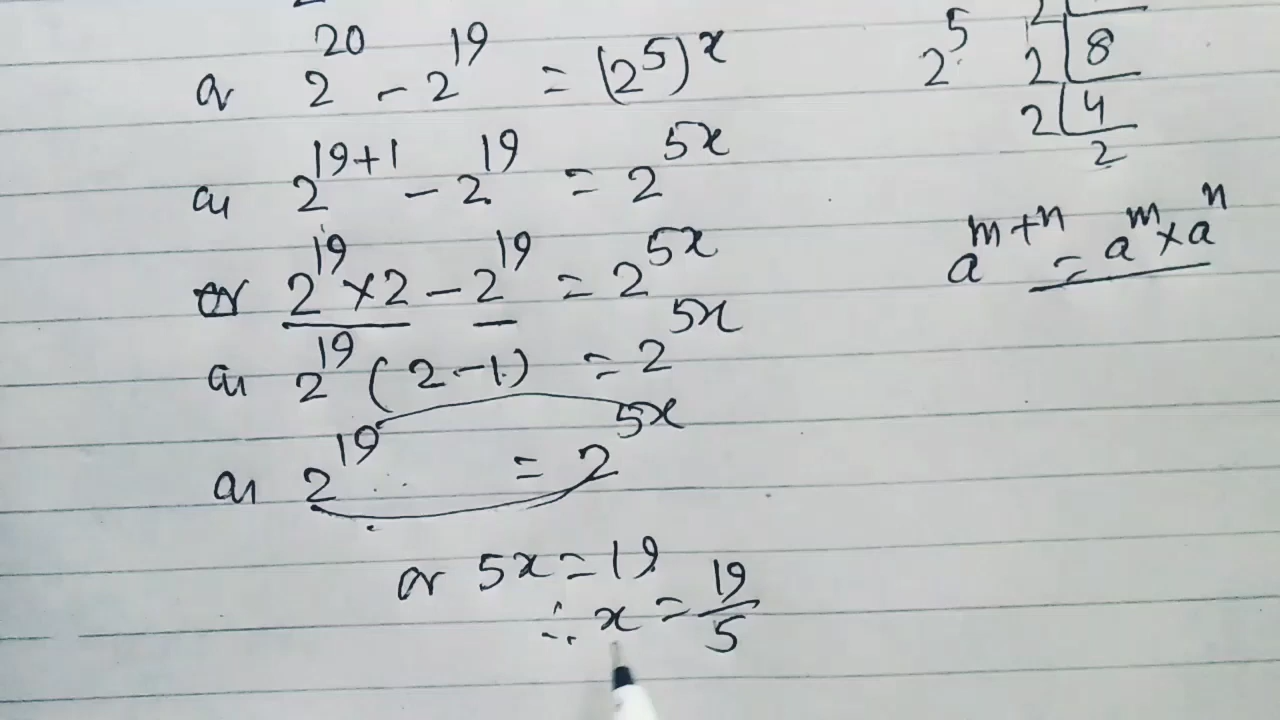 or 2^20 - 2^19 = (2^5)^x
or 2^(19+1) - 2^19 = 2^(5x)
or 2^19 × 2 - 2^19 = 2^(5x)
or 2^19 (2-1) = 2^(5x)
or 2^19 = 2^(5x)
or 5x = 19
∴ x = 19/5
2^5
2
2 | 8
2 | 4
2
a^(m+n) = a^m × a^n